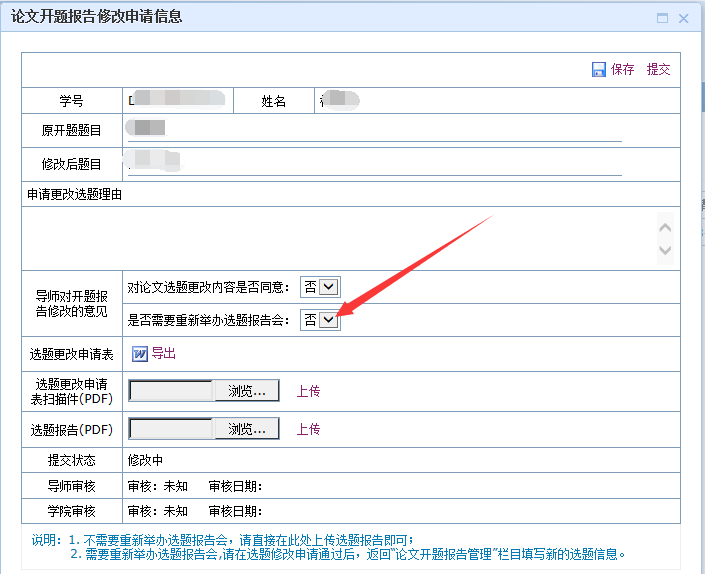 论文开题报告修改申请信息
保存 提交
学号 姓名
原开题题目
修改后题目
申请更改选题理由
导师对开题报
告修改的意见
对论文选题更改内容是否同意： 否
是否需要重新举办选题报告会： 否
选题更改申请表 导出
选题更改申请
表扫描件(PDF)
浏览... 上传
选题报告(PDF) 浏览... 上传
提交状态 修改中
导师审核 审核：未知 审核日期：
学院审核 审核：未知 审核日期：
说明：1. 不需要重新举办选题报告会，请直接在此处上传选题报告即可；
2. 需要重新举办选题报告会,请在选题修改申请通过后，返回“论文开题报告管理”栏目填写新的选题信息。